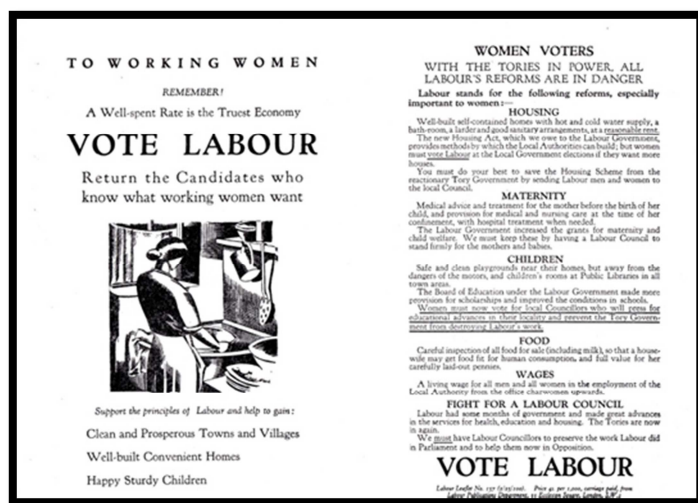 TO WORKING WOMEN
REMEMBER!
A Well-spent Rate is the Truest Economy
VOTE LABOUR
Return the Candidates who
know what working women want
Support the principles of Labour and help to gain:
Clean and Prosperous Towns and Villages
Well-built Convenient Homes
Happy Sturdy Children
WOMEN VOTERS
WITH THE TORIES IN POWER, ALL
LABOUR'S REFORMS ARE IN DANGER
Labour stands for the following reforms, especially
important to women:—
HOUSING
Well-built self-contained homes with hot and cold water supply, a
bath-room, a larder and good sanitary arrangements, at a reasonable rent.
The new Housing Act, which we owe to the Labour Government,
provides methods by which the Local Authorities can build; but women
must vote Labour at the Local Government elections if they want more
houses.
You must do your best to save the Housing Scheme from the
reactionary Tory Government by sending Labour men and women to
the local Council.
MATERNITY
Medical advice and treatment for the mother before the birth of her
child, and provision for medical and nursing care at the time of her
confinement, with hospital treatment when needed.
The Labour Government increased the grants for maternity and
child welfare. We must keep these by having a Labour Council to
stand firmly for the mothers and babies.
CHILDREN
Safe and clean playgrounds near their homes, but away from the
dangers of the motors, and children's rooms at Public Libraries in all
town areas.
The Board of Education under the Labour Government made more
provision for scholarships and improved the conditions in schools.
Women must now vote for local Councillors who will press for
educational advances in their locality and prevent the Tory Govern-
ment from destroying Labour's work.
FOOD
Careful inspection of all food for sale (including milk), so that a house-
wife may get food fit for human consumption, and full value for her
carefully laid-out pennies.
WAGES
A living wage for all men and all women in the employment of the
Local Authority from the office charwomen upwards.
FIGHT FOR A LABOUR COUNCIL
Labour had some months of government and made great advances
in the services for health, education and housing. The Tories are now
in again.
We must have Labour Councillors to preserve the work Labour did
in Parliament and to help them now in Opposition.
VOTE LABOUR
Labour Leaflet No.
Labour Publications Department, London,